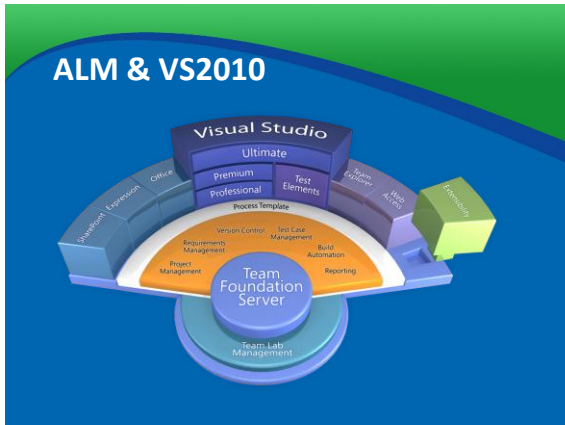 ALM & VS2010
Visual Studio
Ultimate
Premium
Professional
Test
Elements
SharePoint
Expression
Office
Team
Explorer
Web
Access
Extensibility
Process Template
Version Control
Test Case
Management
Requirements
Management
Build
Automation
Project
Management
Reporting
Team
Foundation
Server
Team Lab
Management